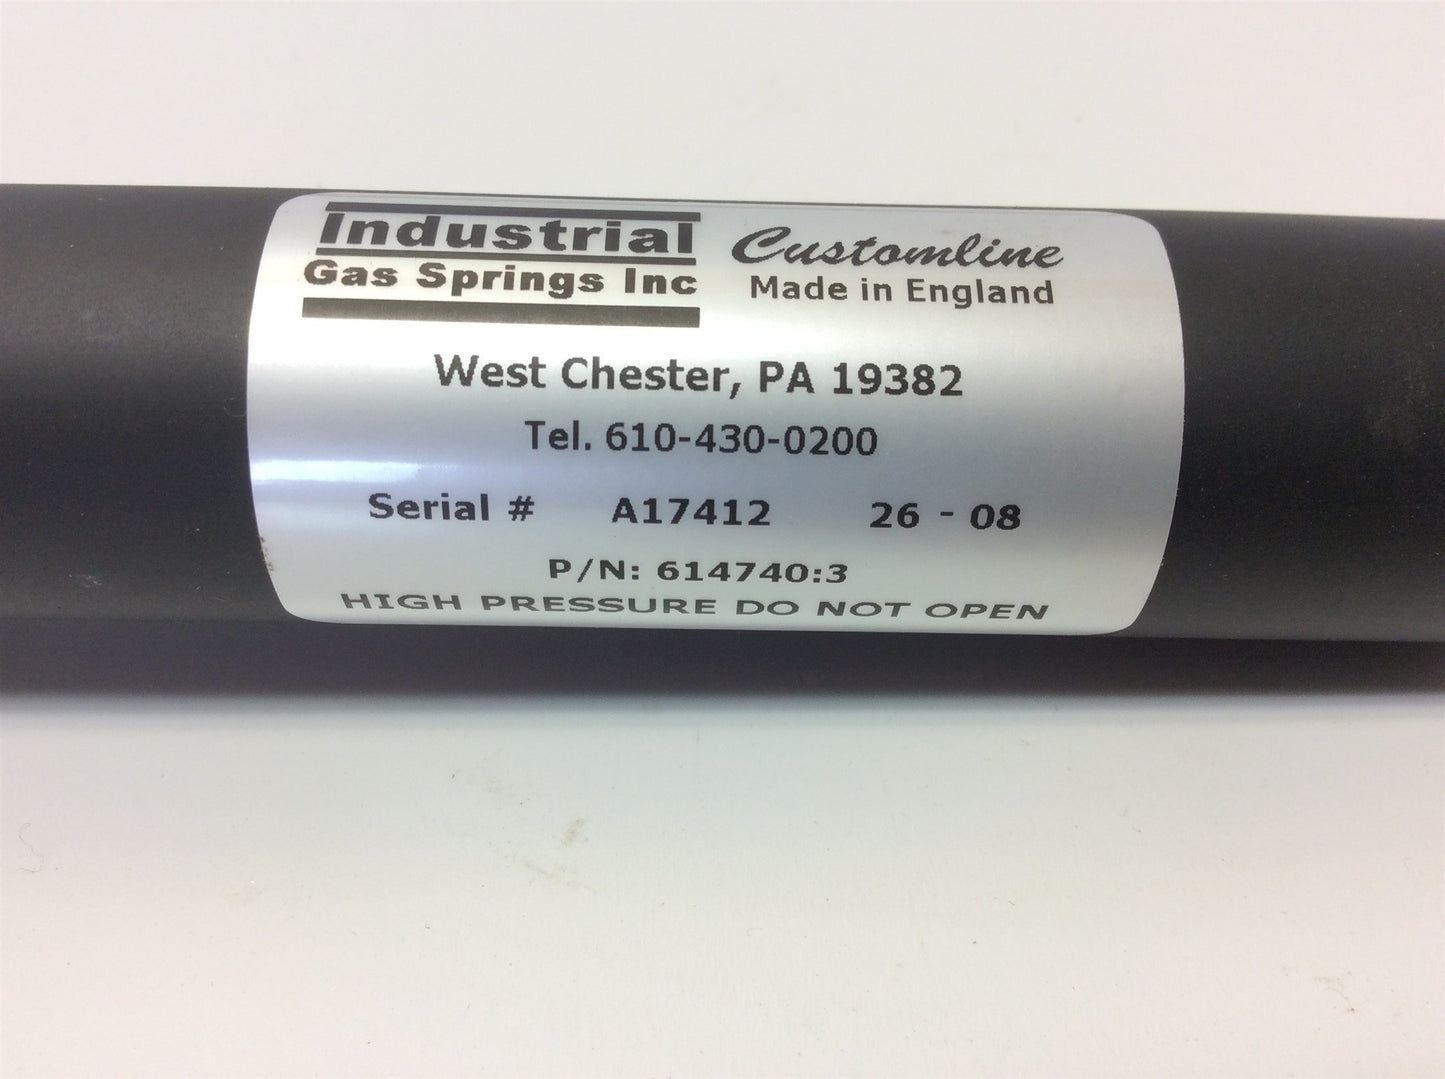 Industrial
Gas Springs Inc
Customline
Made in England
West Chester, PA 19382
Tel. 610-430-0200
Serial # A17412 26 - 08
P/N: 614740:3
HIGH PRESSURE DO NOT OPEN